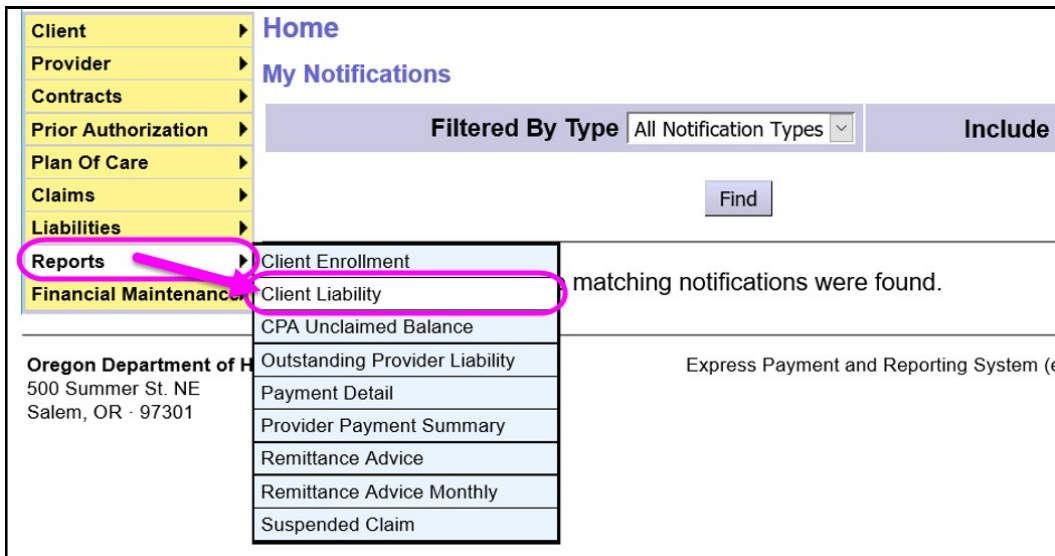 Client
Provider
Contracts
Prior Authorization
Plan Of Care
Claims
Liabilities
Reports
Financial Maintenance
Home
My Notifications
Filtered By Type All Notification Types Include
Find
Client Enrollment
Client Liability
CPA Unclaimed Balance
Outstanding Provider Liability
Payment Detail
Provider Payment Summary
Remittance Advice
Remittance Advice Monthly
Suspended Claim
matching notifications were found.
Oregon Department of H
500 Summer St. NE
Salem, OR · 97301
Express Payment and Reporting System (e